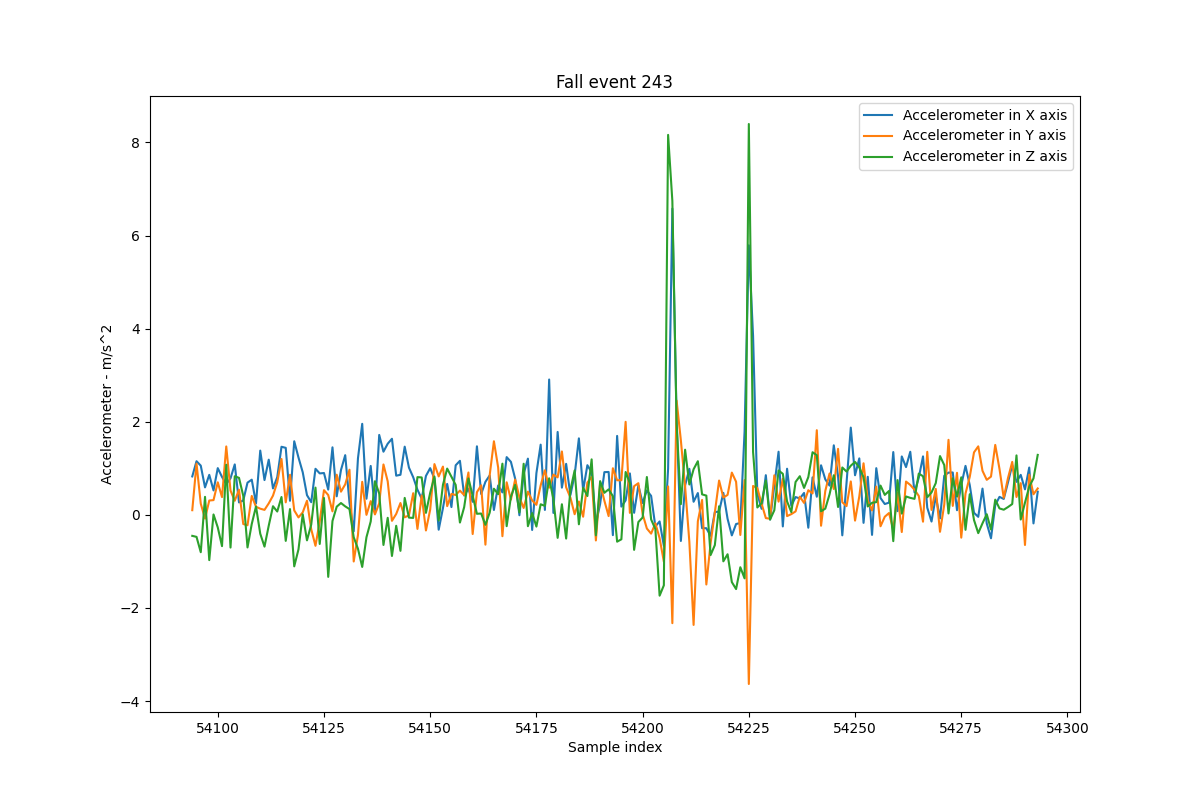 Fall event 243
Accelerometer in X axis
Accelerometer in Y axis
Accelerometer in Z axis
Accelerometer - m/s^2
8
6
4
2
0
−2
−4
54100 54125 54150 54175 54200 54225 54250 54275 54300
Sample index